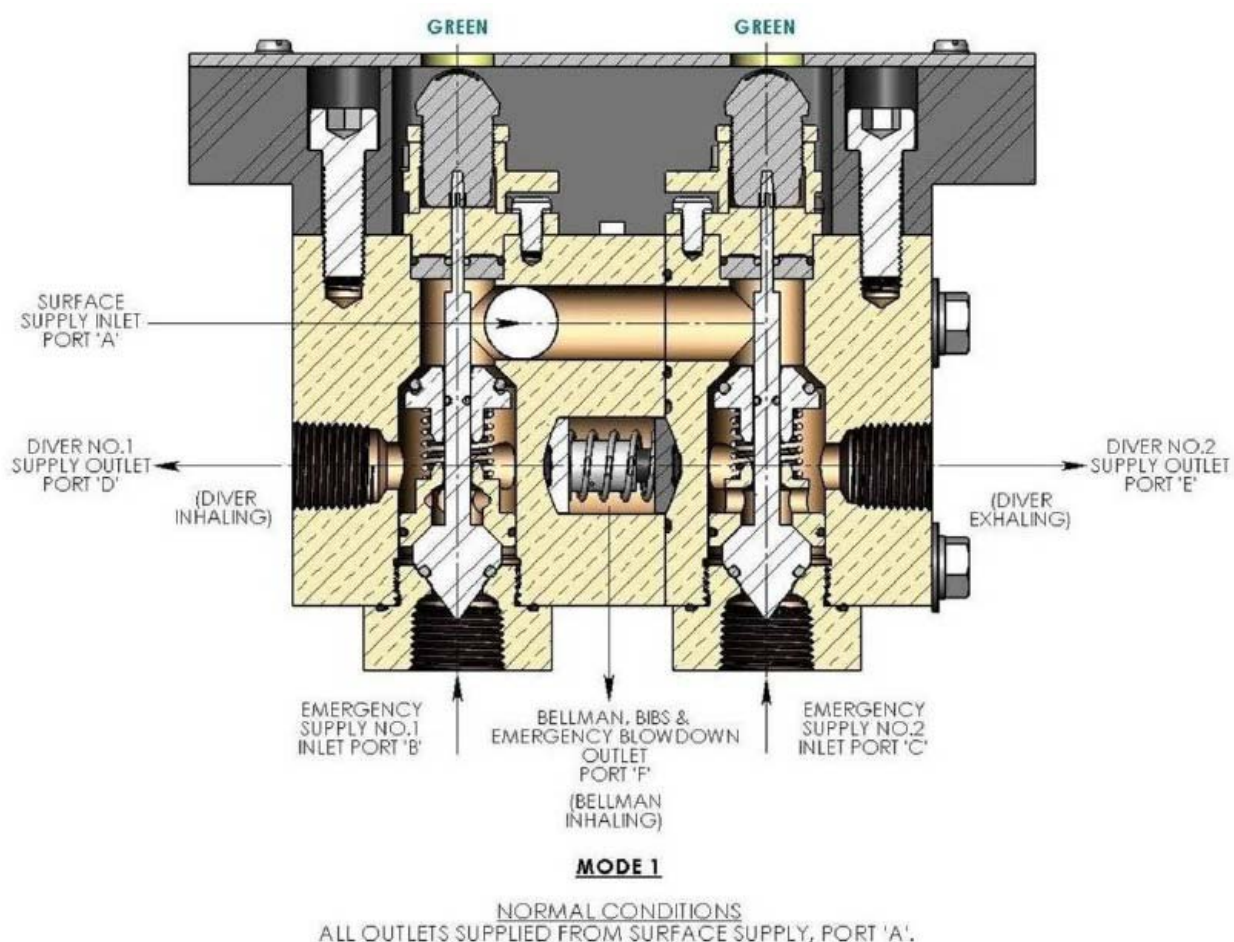 GREEN
GREEN
SURFACE
SUPPLY INLET
PORT 'A'
DIVER NO.1
SUPPLY OUTLET
PORT 'D'
(DIVER
INHALING)
DIVER NO.2
SUPPLY OUTLET
PORT 'E'
(DIVER
EXHALING)
EMERGENCY
SUPPLY NO.1
INLET PORT 'B'
BELLMAN, BIBS &
EMERGENCY BLOWDOWN
OUTLET
PORT 'F'
(BELLMAN
INHALING)
EMERGENCY
SUPPLY NO.2
INLET PORT 'C'
MODE 1
NORMAL CONDITIONS
ALL OUTLETS SUPPLIED FROM SURFACE SUPPLY, PORT 'A'.